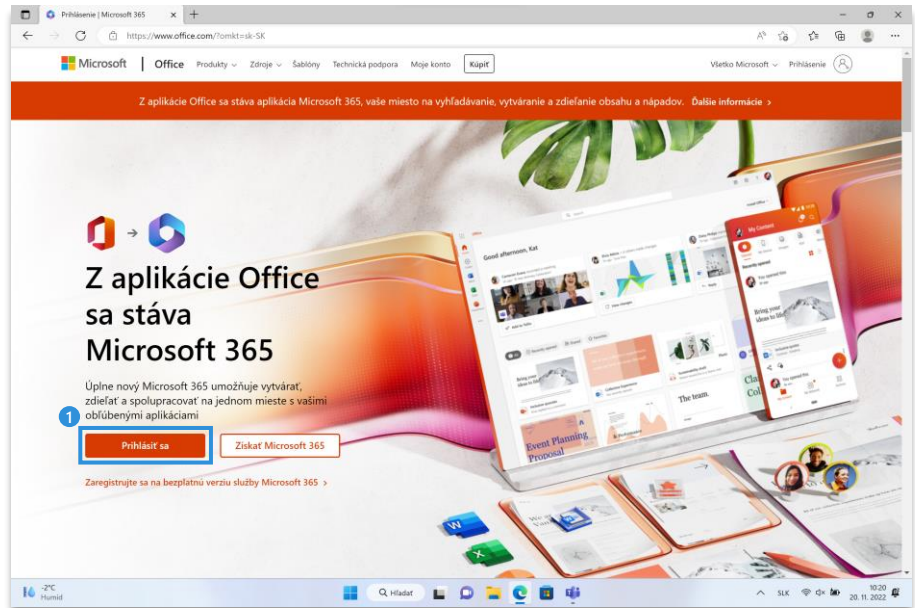 Prihlásenie | Microsoft 365
https://www.office.com/?omkt=sk-SK
Microsoft | Office Produkty Zdroje Šablóny Technická podpora Moje konto Kúpiť Všetko Microsoft Prihlásenie
Z aplikácie Office sa stáva aplikácia Microsoft 365, vaše miesto na vyhľadávanie, vytváranie a zdieľanie obsahu a nápadov. Ďalšie informácie >
Z aplikácie Office
sa stáva
Microsoft 365
Úplne nový Microsoft 365 umožňuje vytvárať,
zdieľať a spolupracovať na jednom mieste s vašimi
obľúbenými aplikáciami
1
Prihlásiť sa Získať Microsoft 365
Zaregistrujte sa na bezplatnú verziu služby Microsoft 365 >
Good afternoon, Kat
My Content
Recently opened
You opened this
Bring your
ideas to life
The team.
Event Planning
Proposal
W
X
-2°C
Humid
Hľadať
SLK
10:20
20. 11. 2022